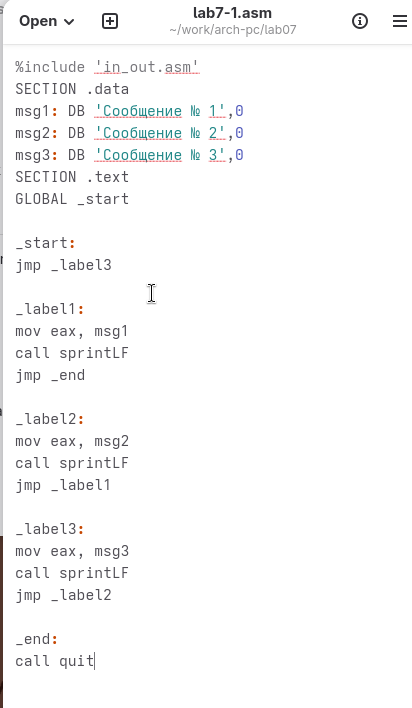 Open
lab7-1.asm
~/work/arch-pc/lab07
%include 'in_out.asm'
SECTION .data
msg1: DB 'Сообщение № 1',0
msg2: DB 'Сообщение № 2',0
msg3: DB 'Сообщение № 3',0
SECTION .text
GLOBAL _start
_start:
jmp _label3
_label1:
mov eax, msg1
call sprintLF
jmp _end
_label2:
mov eax, msg2
call sprintLF
jmp _label1
_label3:
mov eax, msg3
call sprintLF
jmp _label2
_end:
call quit